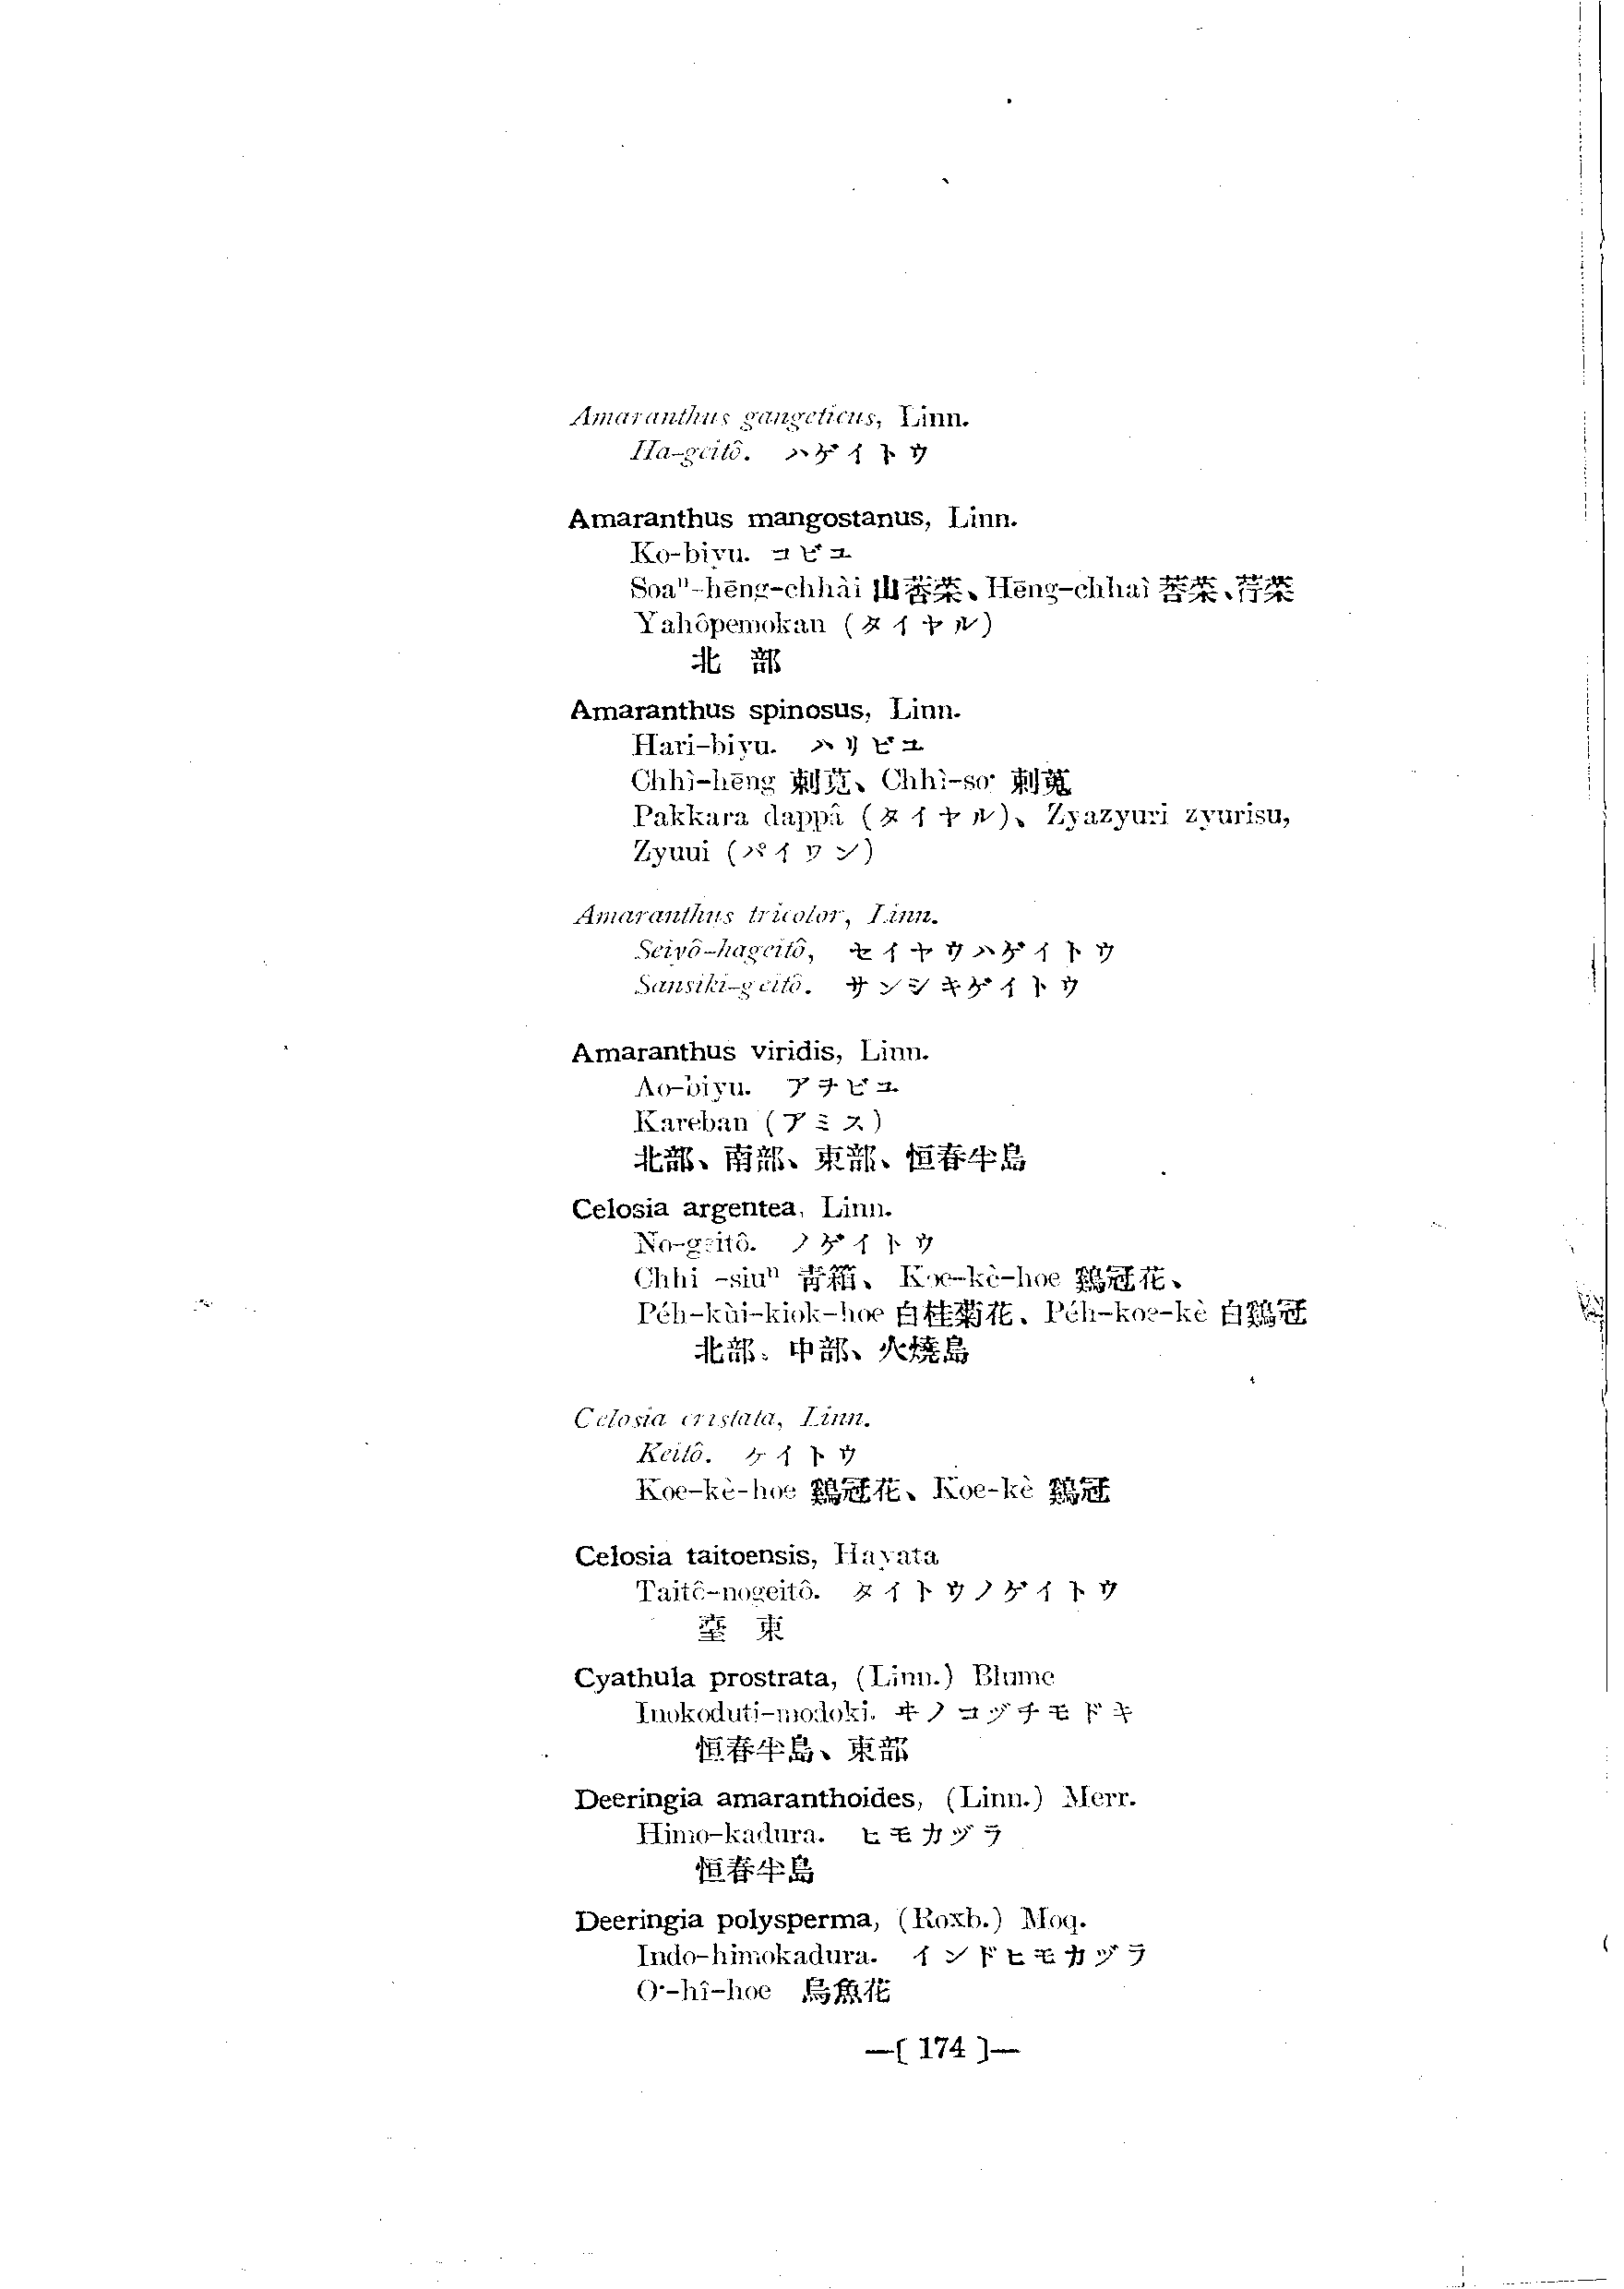 Amaranthus gangeticus, Linn.
Ha-geitô. ハゲイトウ
Amaranthus mangostanus, Linn.
Ko-biyu. コビユ
Soaⁿ-hēng-chhài 山莕菜、Hēng-chhai 莕菜、荇菜
Yahôpemokan (タイヤル)
北 部
Amaranthus spinosus, Linn.
Hari-biyu. ハリビユ
Chhì-hēng 刺莧、Chhì-so͘ 刺莧
Pakkara dappâ (タイヤル)、Zyazyuri zyurisu,
Zyuui (パイワン)
Amaranthus tricolor, Linn.
Seiyô-hageitô, セイヤウハゲイトウ
Sansiki-geitô. サンシキゲイトウ
Amaranthus viridis, Linn.
Ao-biyu. アヲビユ
Kareban (アミス)
北部、南部、東部、恒春半島
Celosia argentea, Linn.
No-geitô. ノゲイトウ
Chhi -siuⁿ 青箱、Koe-kè-hoe 鷄冠花、
Péh-kùi-kiok-hoe 白桂菊花、Péh-koe-kè 白鷄冠
北部、中部、火燒島
Celosia cristata, Linn.
Keitô. ケイトウ
Koe-kè-hoe 鷄冠花、Koe-kè 鷄冠
Celosia taitoensis, Hayata
Taitô-nogeitô. タイトウノゲイトウ
臺 東
Cyathula prostrata, (Linn.) Blume
Inokoduti-modoki. ヰノコヅチモドキ
恒春半島、東部
Deeringia amaranthoides, (Linn.) Merr.
Himo-kadura. ヒモカヅラ
恒春半島
Deeringia polysperma, (Roxb.) Moq.
Indo-himokadura. インドヒモカヅラ
O͘-hî-hoe 烏魚花
—( 174 )—